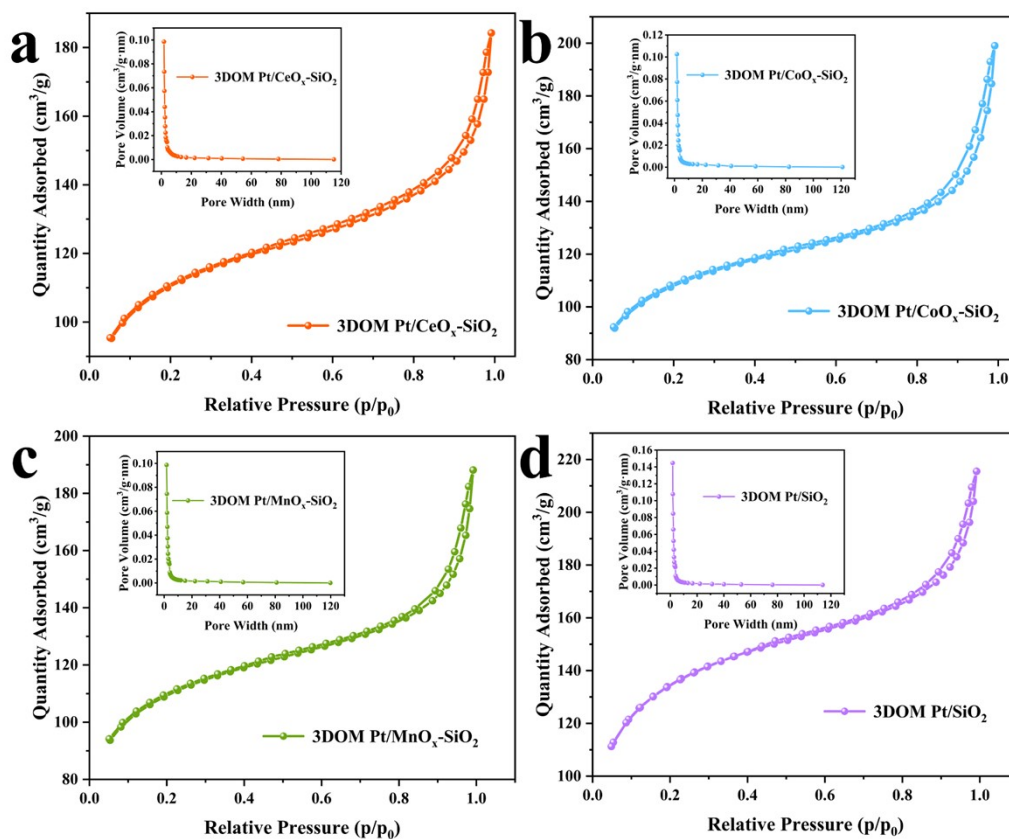 a
Quantity Adsorbed (cm³/g)
180
160
140
120
100
0.0 0.2 0.4 0.6 0.8 1.0
Relative Pressure (p/p₀)
3DOM Pt/CeOₓ-SiO₂
Pore Volume (cm³/g·nm)
0.10
0.08
0.06
0.04
0.02
0.00
0 20 40 60 80 100 120
Pore Width (nm)
3DOM Pt/CeOₓ-SiO₂
b
Quantity Adsorbed (cm³/g)
200
180
160
140
120
100
80
0.0 0.2 0.4 0.6 0.8 1.0
Relative Pressure (p/p₀)
3DOM Pt/CoOₓ-SiO₂
Pore Volume (cm³/g·nm)
0.12
0.10
0.08
0.06
0.04
0.02
0.00
0 20 40 60 80 100 120
Pore Width (nm)
3DOM Pt/CoOₓ-SiO₂
c
Quantity Adsorbed (cm³/g)
200
180
160
140
120
100
80
0.0 0.2 0.4 0.6 0.8 1.0
Relative Pressure (p/p₀)
3DOM Pt/MnOₓ-SiO₂
Pore Volume (cm³/g·nm)
0.10
0.08
0.06
0.04
0.02
0.00
0 20 40 60 80 100 120
Pore Width (nm)
3DOM Pt/MnOₓ-SiO₂
d
Quantity Adsorbed (cm³/g)
220
200
180
160
140
120
100
0.0 0.2 0.4 0.6 0.8 1.0
Relative Pressure (p/p₀)
3DOM Pt/SiO₂
Pore Volume (cm³/g·nm)
0.16
0.14
0.12
0.10
0.08
0.06
0.04
0.02
0.00
0 20 40 60 80 100 120
Pore Width (nm)
3DOM Pt/SiO₂